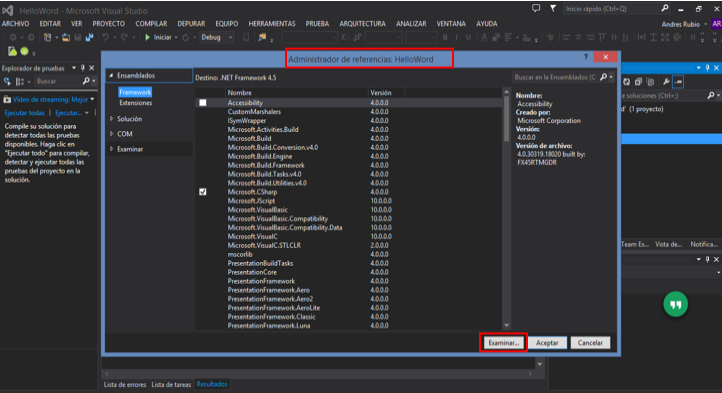 HelloWord - Microsoft Visual Studio
Inicio rápido (Ctrl+Q)
ARCHIVO EDITAR VER PROYECTO COMPILAR DEPURAR EQUIPO HERRAMIENTAS PRUEBA ARQUITECTURA ANALIZAR VENTANA AYUDA Andres Rubio AR
Iniciar Debug
Explorador de pruebas
Buscar
Vídeo de streaming: Mejor
Ejecutar todas | Ejecutar...
Compile su solución para
detectar todas las pruebas
disponibles. Haga clic en
"Ejecutar todo" para compilar,
detectar y ejecutar todas las
pruebas del proyecto en la
solución.
Administrador de referencias: HelloWord
? x
Ensamblados
Framework
Extensiones
Solución
COM
Examinar
Destino: .NET Framework 4.5
Buscar en la Ensamblados (C
Nombre Versión
Accessibility 4.0.0.0
CustomMarshalers 4.0.0.0
ISymWrapper 4.0.0.0
Microsoft.Activities.Build 4.0.0.0
Microsoft.Build 4.0.0.0
Microsoft.Build.Conversion.v4.0 4.0.0.0
Microsoft.Build.Engine 4.0.0.0
Microsoft.Build.Framework 4.0.0.0
Microsoft.Build.Tasks.v4.0 4.0.0.0
Microsoft.Build.Utilities.v4.0 4.0.0.0
Microsoft.CSharp 4.0.0.0
Microsoft.JScript 10.0.0.0
Microsoft.VisualBasic 10.0.0.0
Microsoft.VisualBasic.Compatibility 10.0.0.0
Microsoft.VisualBasic.Compatibility.Data 10.0.0.0
Microsoft.VisualC 10.0.0.0
Microsoft.VisualC.STLCLR 2.0.0.0
mscorlib 4.0.0.0
PresentationBuildTasks 4.0.0.0
PresentationCore 4.0.0.0
PresentationFramework 4.0.0.0
PresentationFramework.Aero 4.0.0.0
PresentationFramework.Aero2 4.0.0.0
PresentationFramework.AeroLite 4.0.0.0
PresentationFramework.Classic 4.0.0.0
PresentationFramework.Luna 4.0.0.0
Nombre:
Accessibility
Creado por:
Microsoft Corporation
Versión:
4.0.0.0
Versión de archivo:
4.0.30319.18020 built by:
FX45RTMGDR
Examinar... Aceptar Cancelar
e soluciones (Ctrl+;)
(1 proyecto)
Team Ex... Vista de... Notifica...
Lista de errores Lista de tareas Resultados